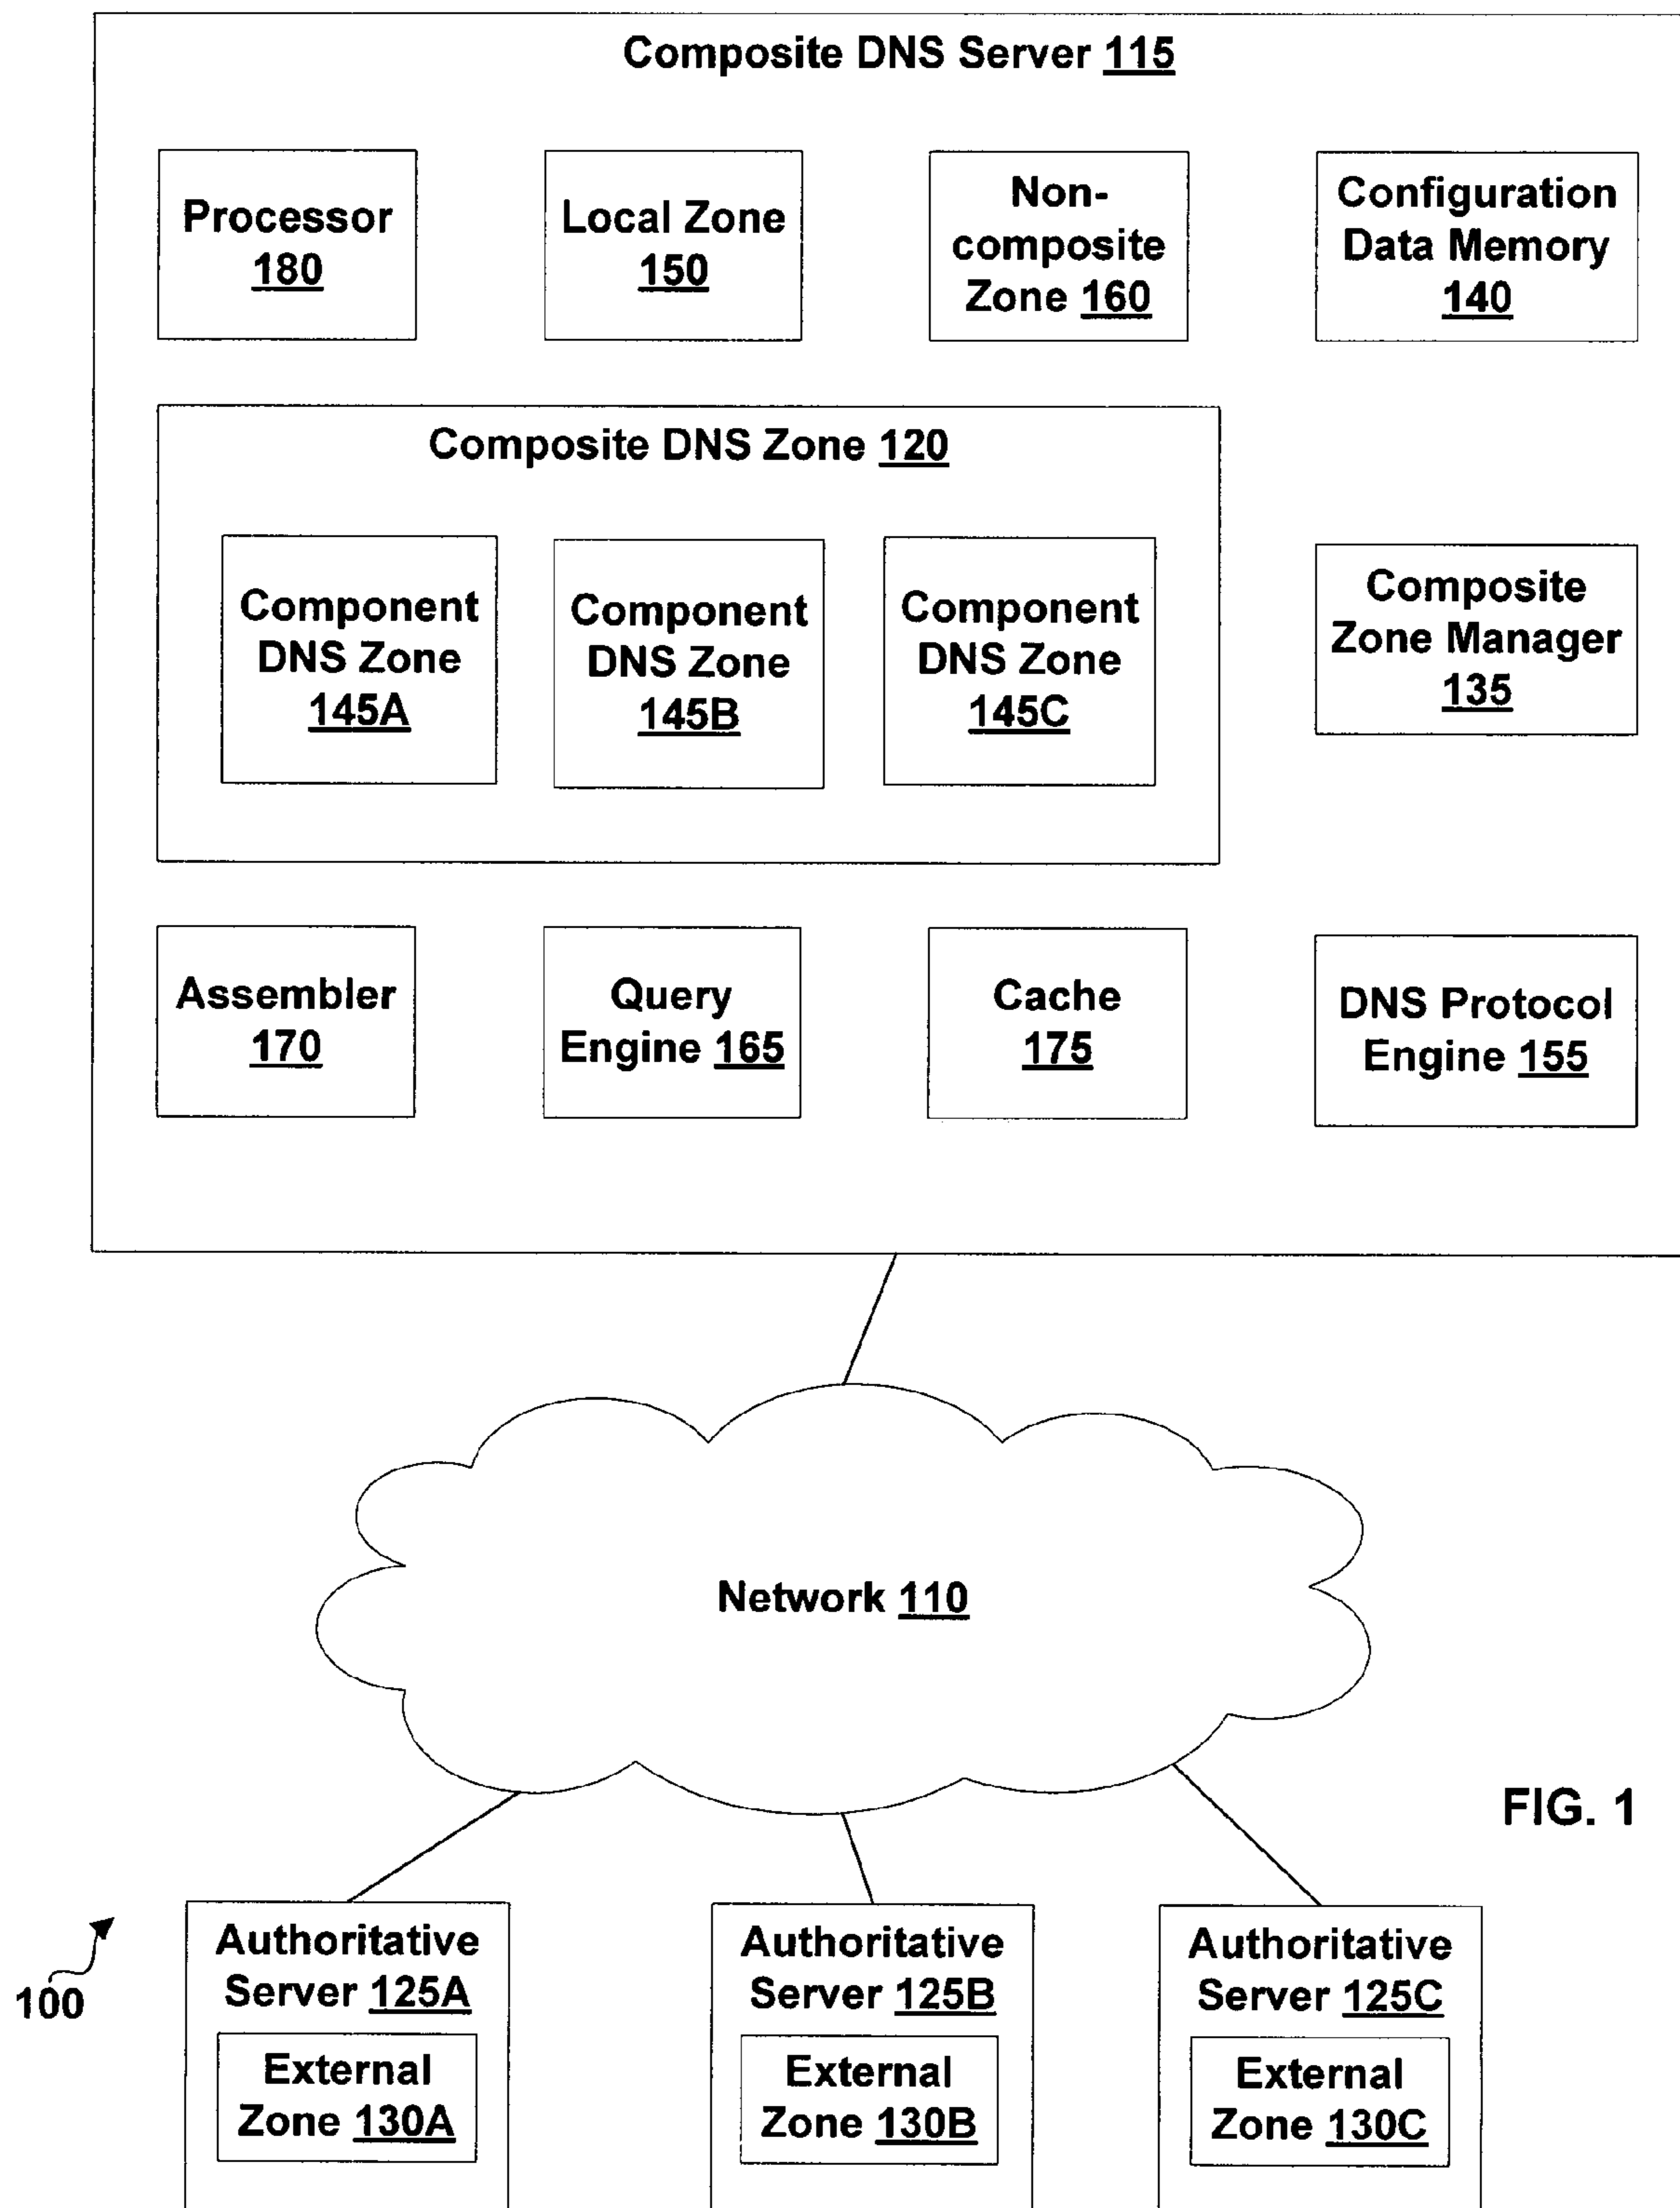 Composite DNS Server 115
Processor
180
Local Zone
150
Non-
composite
Zone 160
Configuration
Data Memory
140
Composite DNS Zone 120
Component
DNS Zone
145A
Component
DNS Zone
145B
Component
DNS Zone
145C
Composite
Zone Manager
135
Assembler
170
Query
Engine 165
Cache
175
DNS Protocol
Engine 155
Network 110
FIG. 1
100
Authoritative
Server 125A
External
Zone 130A
Authoritative
Server 125B
External
Zone 130B
Authoritative
Server 125C
External
Zone 130C